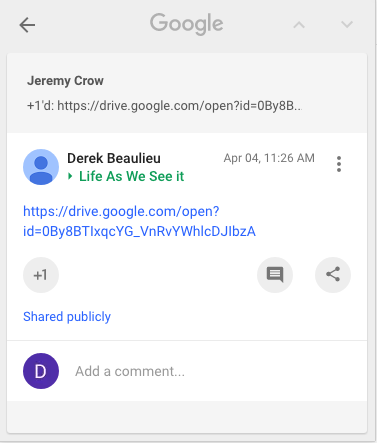 Google
Jeremy Crow
+1'd: https://drive.google.com/open?id=0By8B...
Derek Beaulieu
Apr 04, 11:26 AM
Life As We See it
https://drive.google.com/open?
id=0By8BTIxqcYG_VnRvYWhlcDJIbzA
+1
Shared publicly
D
Add a comment...